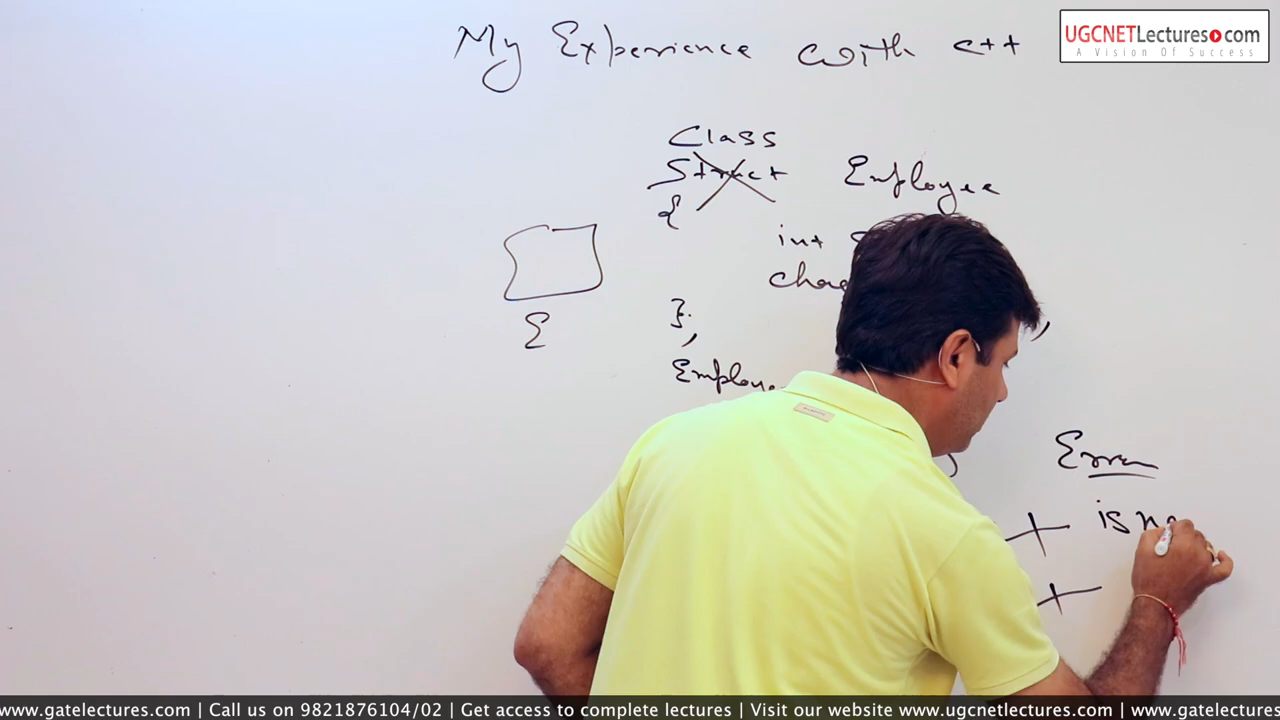 My Experience with c++
UGCNETLectures.com
A Vision Of Success
Class
Struct Employee
{
int
char
};
E
Error
is
www.gatelectures.com | Call us on 9821876104/02 | Get access to complete lectures | Visit our website www.ugcnetlectures.com | www.gatelectures